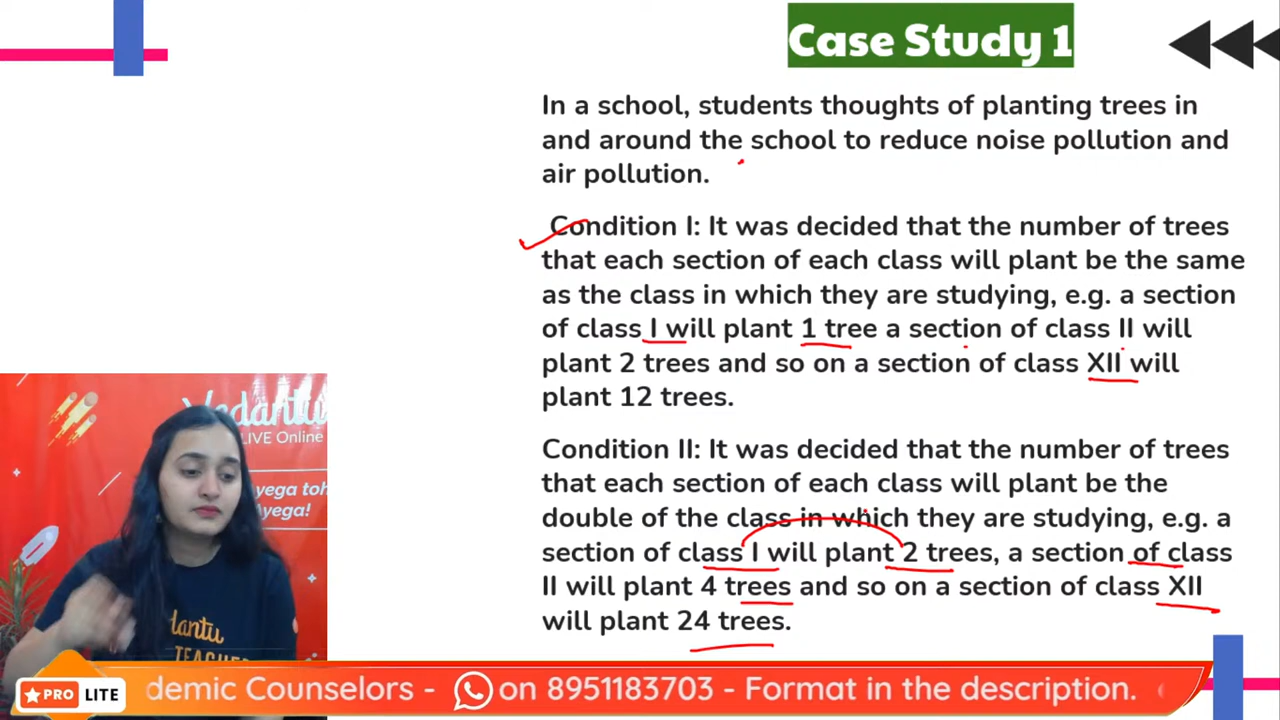 Case Study 1
In a school, students thoughts of planting trees in
and around the school to reduce noise pollution and
air pollution.
Condition I: It was decided that the number of trees
that each section of each class will plant be the same
as the class in which they are studying, e.g. a section
of class I will plant 1 tree a section of class II will
plant 2 trees and so on a section of class XII will
plant 12 trees.
Condition II: It was decided that the number of trees
that each section of each class will plant be the
double of the class in which they are studying, e.g. a
section of class I will plant 2 trees, a section of class
II will plant 4 trees and so on a section of class XII
will plant 24 trees.
Vedantu
LIVE Online
ayega toh
Ayega!
dantu
TEACHER
PRO LITE
demic Counselors - on 8951183703 - Format in the description.